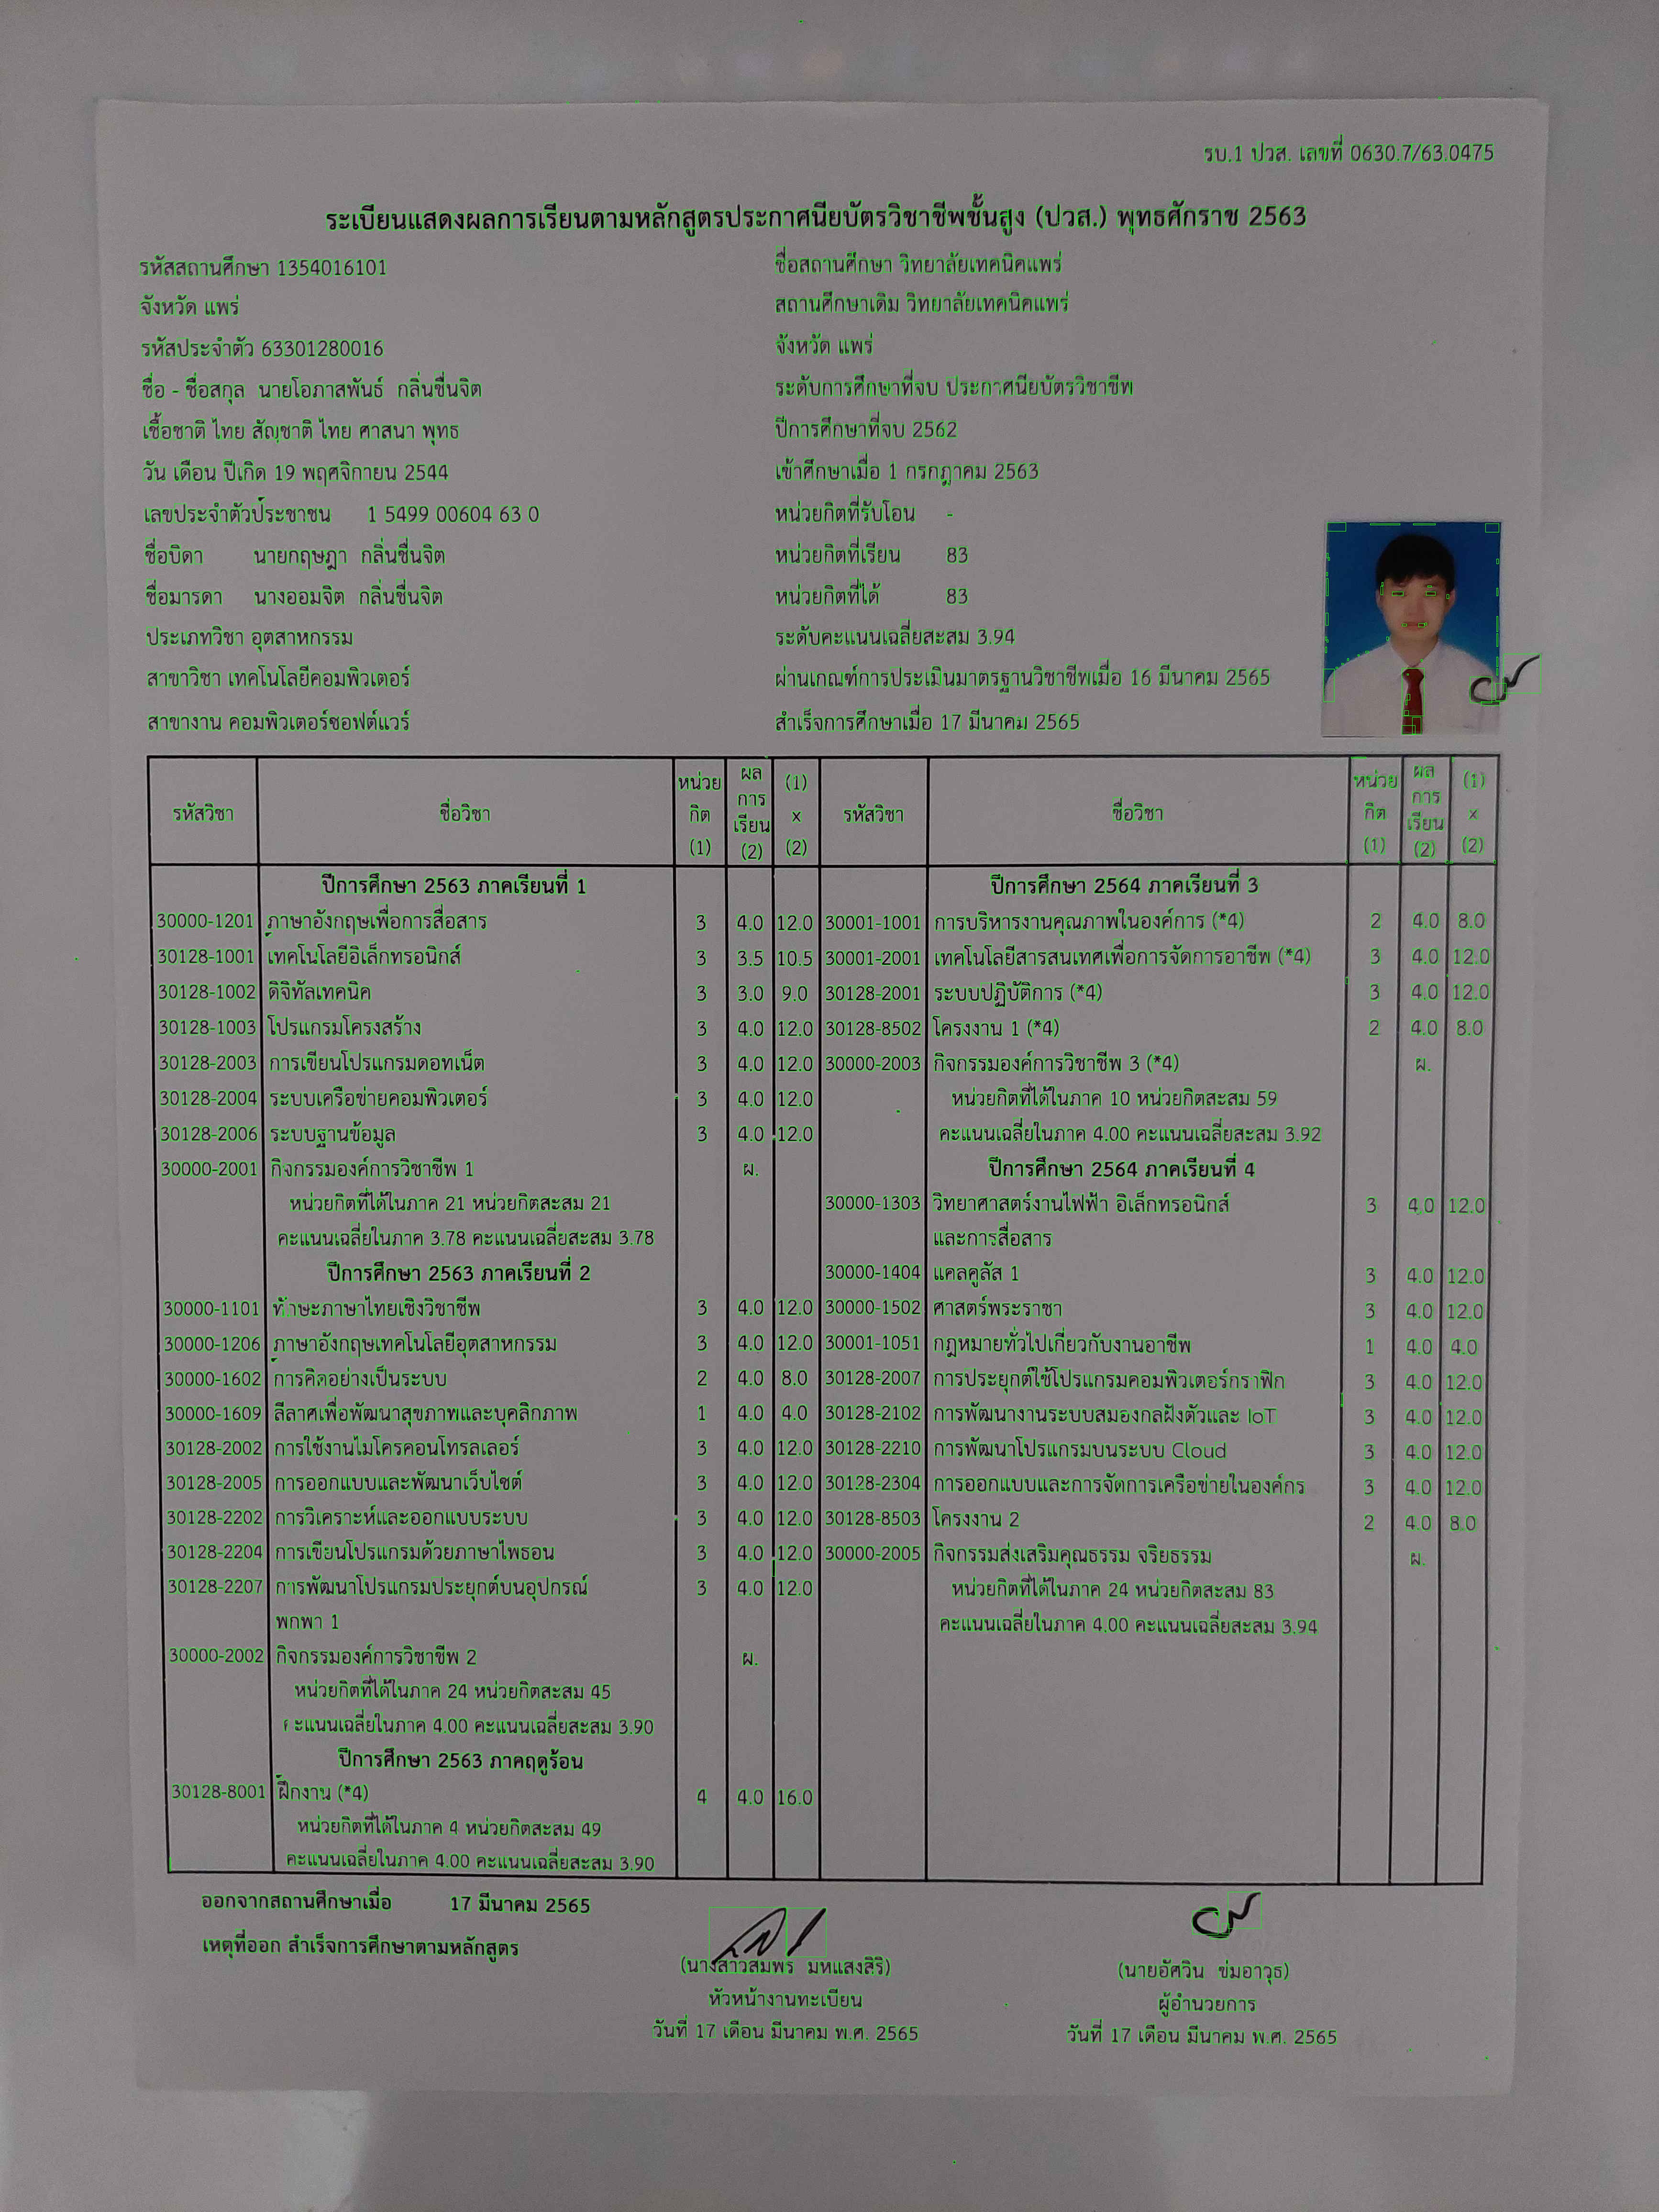 รบ.1 ปวส. เลขที่ 0630.7/63.0475
ระเบียนแสดงผลการเรียนตามหลักสูตรประกาศนียบัตรวิชาชีพชั้นสูง (ปวส.) พุทธศักราช 2563
รหัสสถานศึกษา 1354016101
จังหวัด แพร่
รหัสประจำตัว 63301280016
ชื่อ - ชื่อสกุล นายโอภาสพันธ์ กลิ่นชื่นจิต
เชื้อชาติ ไทย สัญชาติ ไทย ศาสนา พุทธ
วัน เดือน ปีเกิด 19 พฤศจิกายน 2544
เลขประจำตัวประชาชน 1 5499 00604 63 0
ชื่อบิดา นายกฤษฎา กลิ่นชื่นจิต
ชื่อมารดา นางออมจิต กลิ่นชื่นจิต
ประเภทวิชา อุตสาหกรรม
สาขาวิชา เทคโนโลยีคอมพิวเตอร์
สาขางาน คอมพิวเตอร์ซอฟต์แวร์
ชื่อสถานศึกษา วิทยาลัยเทคนิคแพร่
สถานศึกษาเดิม วิทยาลัยเทคนิคแพร่
จังหวัด แพร่
ระดับการศึกษาที่จบ ประกาศนียบัตรวิชาชีพ
ปีการศึกษาที่จบ 2562
เข้าศึกษาเมื่อ 1 กรกฎาคม 2563
หน่วยกิตที่รับโอน -
หน่วยกิตที่เรียน 83
หน่วยกิตที่ได้ 83
ระดับคะแนนเฉลี่ยสะสม 3.94
ผ่านเกณฑ์การประเมินมาตรฐานวิชาชีพเมื่อ 16 มีนาคม 2565
สำเร็จการศึกษาเมื่อ 17 มีนาคม 2565
รหัสวิชา ชื่อวิชา หน่วยกิต (1) ผลการเรียน (2) (1) x (2)
ปีการศึกษา 2563 ภาคเรียนที่ 1
30000-1201 ภาษาอังกฤษเพื่อการสื่อสาร 3 4.0 12.0
30128-1001 เทคโนโลยีอิเล็กทรอนิกส์ 3 3.5 10.5
30128-1002 ดิจิทัลเทคนิค 3 3.0 9.0
30128-1003 โปรแกรมโครงสร้าง 3 4.0 12.0
30128-2003 การเขียนโปรแกรมดอทเน็ต 3 4.0 12.0
30128-2004 ระบบเครือข่ายคอมพิวเตอร์ 3 4.0 12.0
30128-2006 ระบบฐานข้อมูล 3 4.0 12.0
30000-2001 กิจกรรมองค์การวิชาชีพ 1 ผ.
หน่วยกิตที่ได้ในภาค 21 หน่วยกิตสะสม 21
คะแนนเฉลี่ยในภาค 3.78 คะแนนเฉลี่ยสะสม 3.78
ปีการศึกษา 2563 ภาคเรียนที่ 2
30000-1101 ทักษะภาษาไทยเชิงวิชาชีพ 3 4.0 12.0
30000-1206 ภาษาอังกฤษเทคโนโลยีอุตสาหกรรม 3 4.0 12.0
30000-1602 การคิดอย่างเป็นระบบ 2 4.0 8.0
30000-1609 ลีลาศเพื่อพัฒนาสุขภาพและบุคลิกภาพ 1 4.0 4.0
30128-2002 การใช้งานไมโครคอนโทรลเลอร์ 3 4.0 12.0
30128-2005 การออกแบบและพัฒนาเว็บไซต์ 3 4.0 12.0
30128-2202 การวิเคราะห์และออกแบบระบบ 3 4.0 12.0
30128-2204 การเขียนโปรแกรมด้วยภาษาไพธอน 3 4.0 12.0
30128-2207 การพัฒนาโปรแกรมประยุกต์บนอุปกรณ์ 3 4.0 12.0
พกพา 1
30000-2002 กิจกรรมองค์การวิชาชีพ 2 ผ.
หน่วยกิตที่ได้ในภาค 24 หน่วยกิตสะสม 45
คะแนนเฉลี่ยในภาค 4.00 คะแนนเฉลี่ยสะสม 3.90
ปีการศึกษา 2563 ภาคฤดูร้อน
30128-8001 ฝึกงาน (*4) 4 4.0 16.0
หน่วยกิตที่ได้ในภาค 4 หน่วยกิตสะสม 49
คะแนนเฉลี่ยในภาค 4.00 คะแนนเฉลี่ยสะสม 3.90
รหัสวิชา ชื่อวิชา หน่วยกิต (1) ผลการเรียน (2) (1) x (2)
ปีการศึกษา 2564 ภาคเรียนที่ 3
30001-1001 การบริหารงานคุณภาพในองค์การ (*4) 2 4.0 8.0
30001-2001 เทคโนโลยีสารสนเทศเพื่อการจัดการอาชีพ (*4) 3 4.0 12.0
30128-2001 ระบบปฏิบัติการ (*4) 3 4.0 12.0
30128-8502 โครงงาน 1 (*4) 2 4.0 8.0
30000-2003 กิจกรรมองค์การวิชาชีพ 3 (*4) ผ.
หน่วยกิตที่ได้ในภาค 10 หน่วยกิตสะสม 59
คะแนนเฉลี่ยในภาค 4.00 คะแนนเฉลี่ยสะสม 3.92
ปีการศึกษา 2564 ภาคเรียนที่ 4
30000-1303 วิทยาศาสตร์งานไฟฟ้า อิเล็กทรอนิกส์ 3 4.0 12.0
และการสื่อสาร
30000-1404 แคลคูลัส 1 3 4.0 12.0
30000-1502 ศาสตร์พระราชา 3 4.0 12.0
30001-1051 กฎหมายทั่วไปเกี่ยวกับงานอาชีพ 1 4.0 4.0
30128-2007 การประยุกต์ใช้โปรแกรมคอมพิวเตอร์กราฟิก 3 4.0 12.0
30128-2102 การพัฒนางานระบบสมองกลฝังตัวและ IoT 3 4.0 12.0
30128-2210 การพัฒนาโปรแกรมบนระบบ Cloud 3 4.0 12.0
30128-2304 การออกแบบและการจัดการเครือข่ายในองค์กร 3 4.0 12.0
30128-8503 โครงงาน 2 2 4.0 8.0
30000-2005 กิจกรรมส่งเสริมคุณธรรม จริยธรรม ผ.
หน่วยกิตที่ได้ในภาค 24 หน่วยกิตสะสม 83
คะแนนเฉลี่ยในภาค 4.00 คะแนนเฉลี่ยสะสม 3.94
ออกจากสถานศึกษาเมื่อ 17 มีนาคม 2565
เหตุที่ออก สำเร็จการศึกษาตามหลักสูตร
(นางสาวสมพร มหแสงสิริ)
หัวหน้างานทะเบียน
วันที่ 17 เดือน มีนาคม พ.ศ. 2565
(นายอัศวิน ข่มอาวุธ)
ผู้อำนวยการ
วันที่ 17 เดือน มีนาคม พ.ศ. 2565